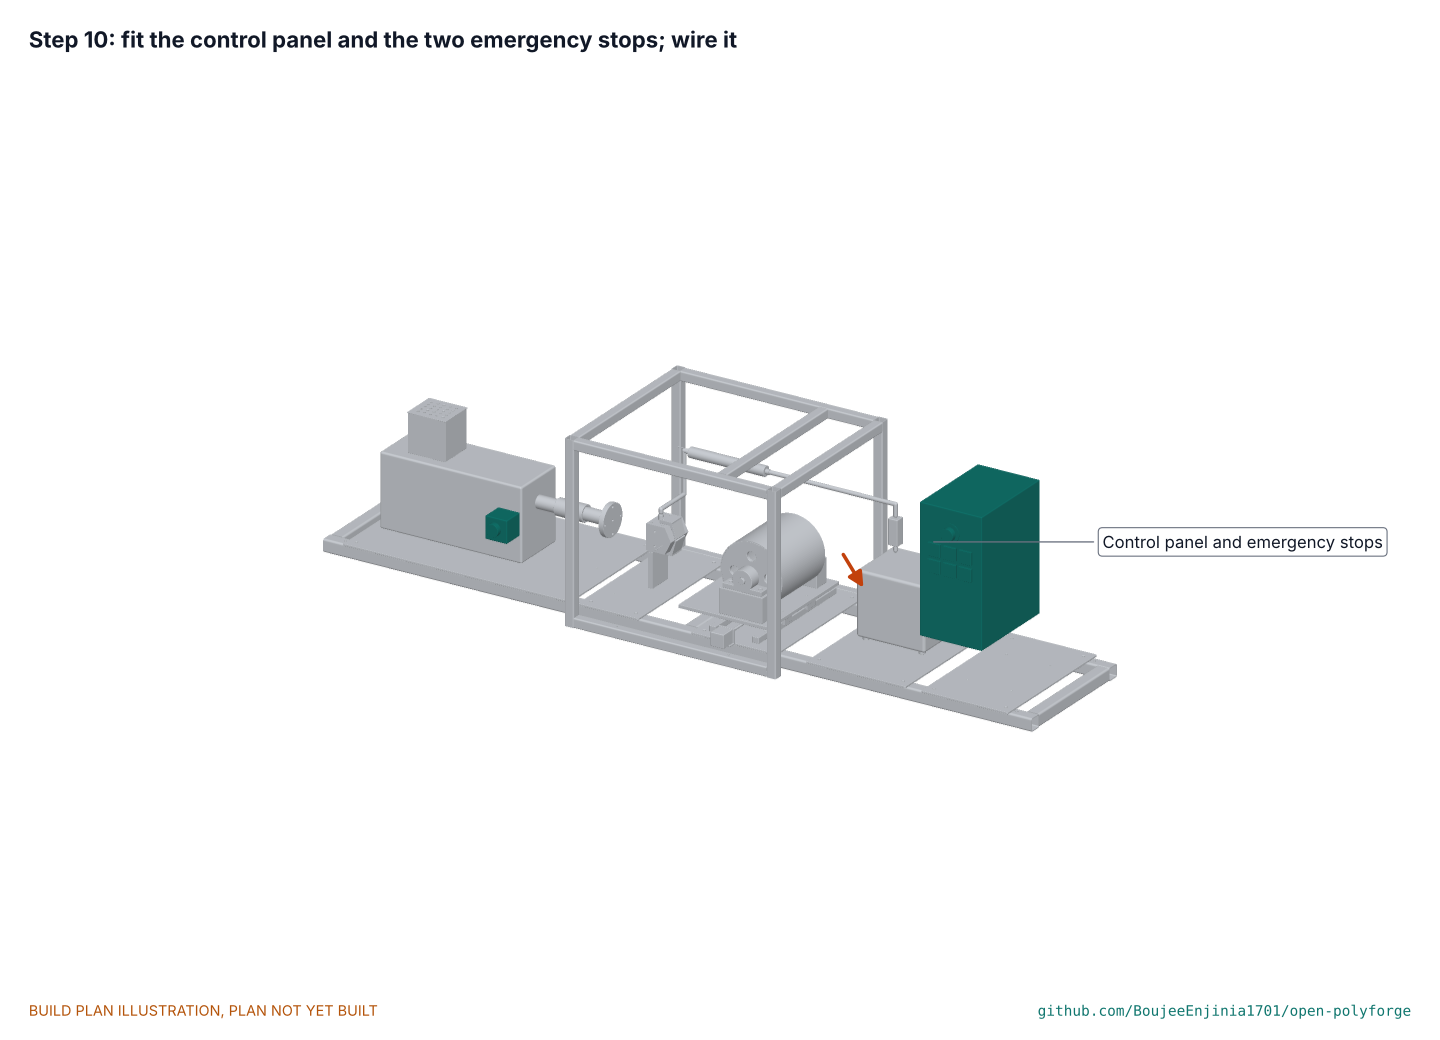 Step 10: fit the control panel and the two emergency stops; wire it
Control panel and emergency stops
BUILD PLAN ILLUSTRATION, PLAN NOT YET BUILT
github.com/BoujeeEnjinia1701/open-polyforge